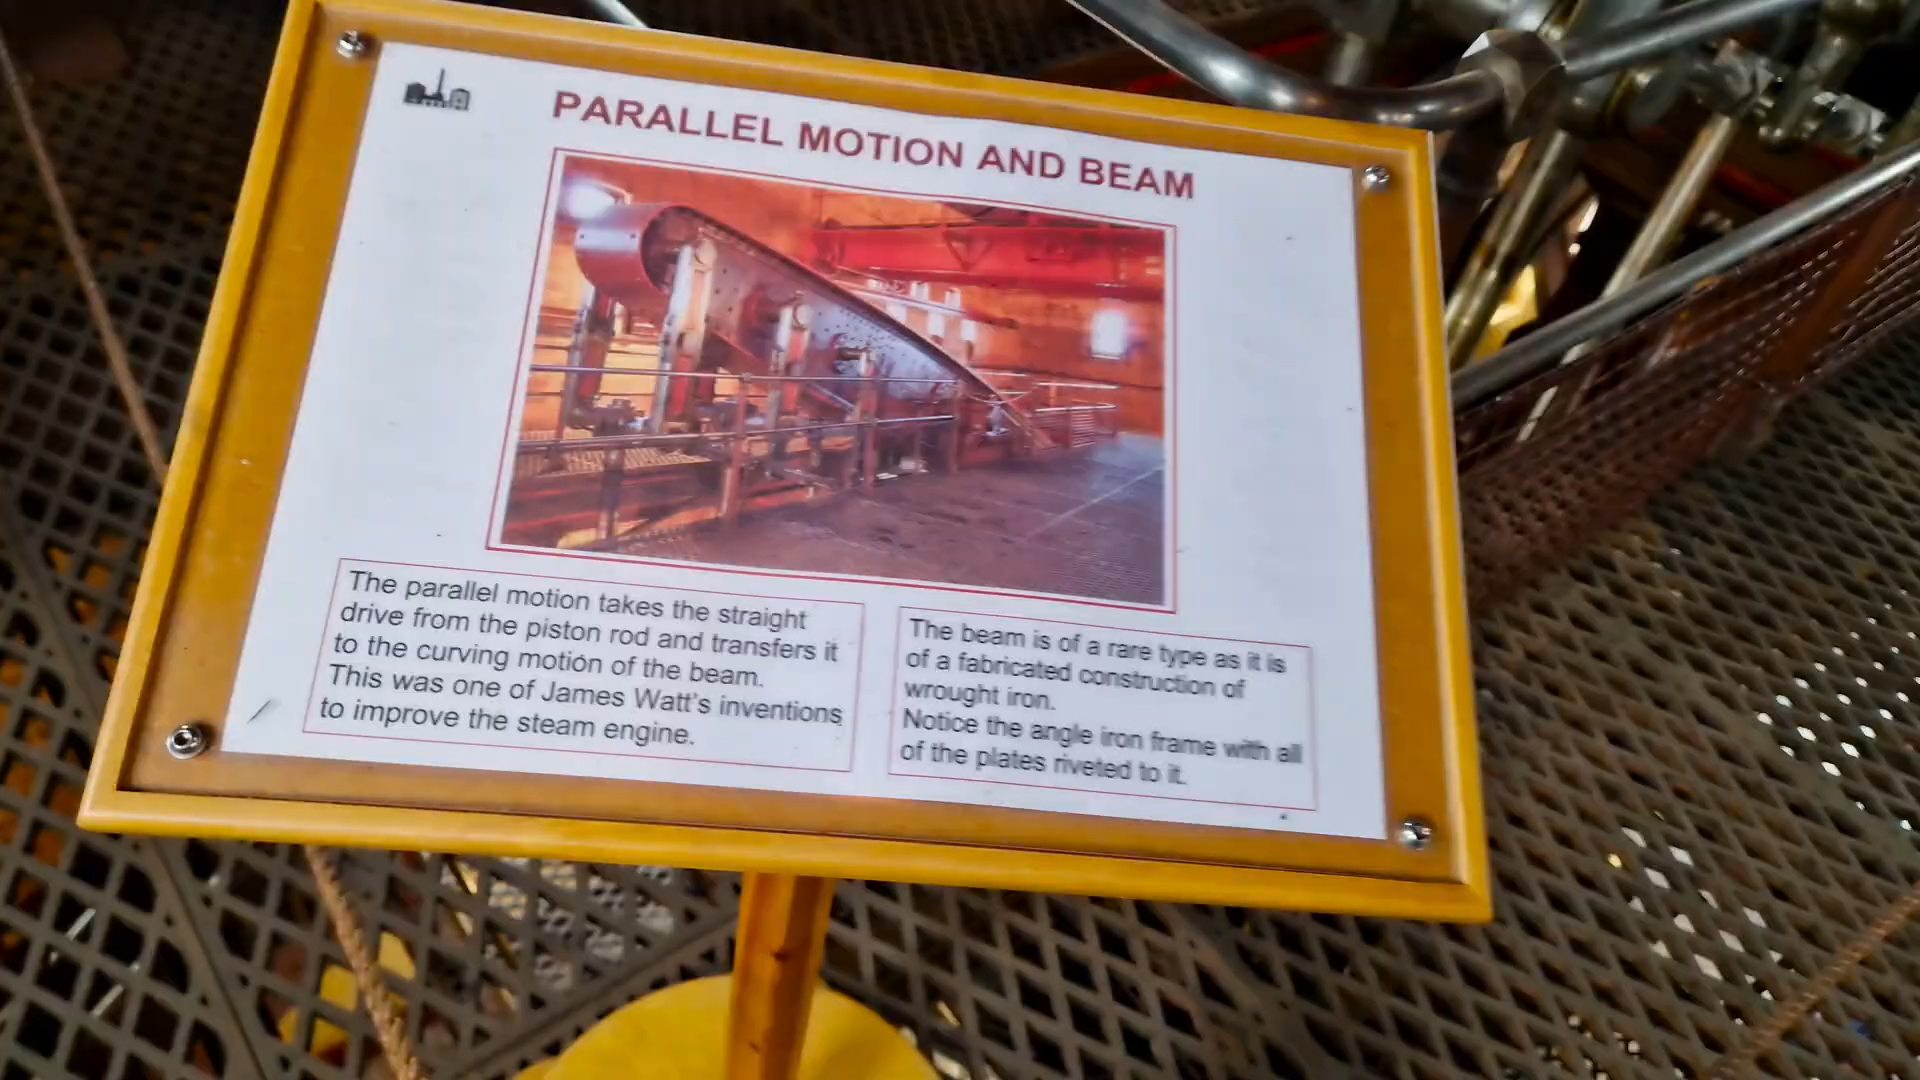 PARALLEL MOTION AND BEAM
The parallel motion takes the straight
drive from the piston rod and transfers it
to the curving motion of the beam.
This was one of James Watt's inventions
to improve the steam engine.
The beam is of a rare type as it is
of a fabricated construction of
wrought iron.
Notice the angle iron frame with all
of the plates riveted to it.